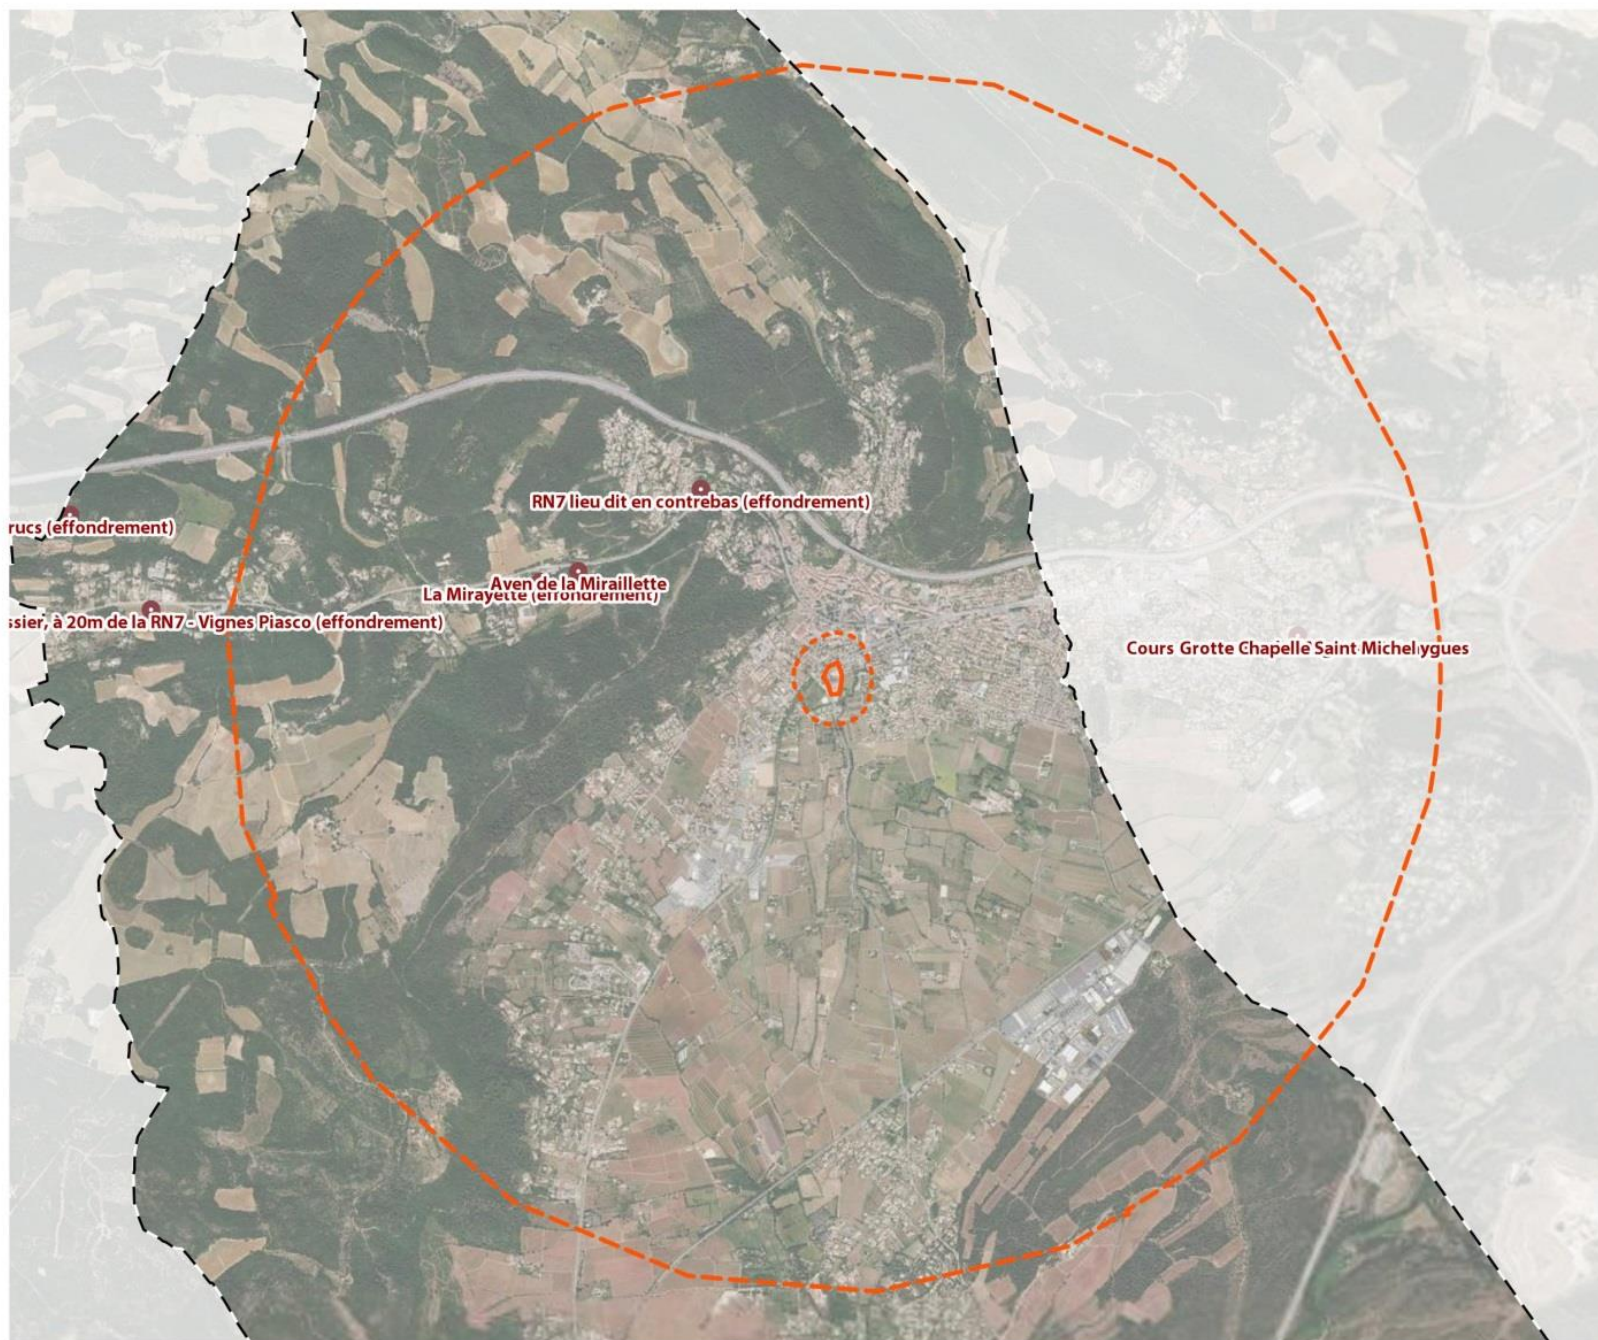 RN7 lieu dit en contrebas (effondrement)
rucs (effondrement)
Aven de la Miraillette
La Mirayette (effondrement)
ssier, à 20m de la RN7 - Vignes Piasco (effondrement)
Cours Grotte Chapelle Saint Michel ygues